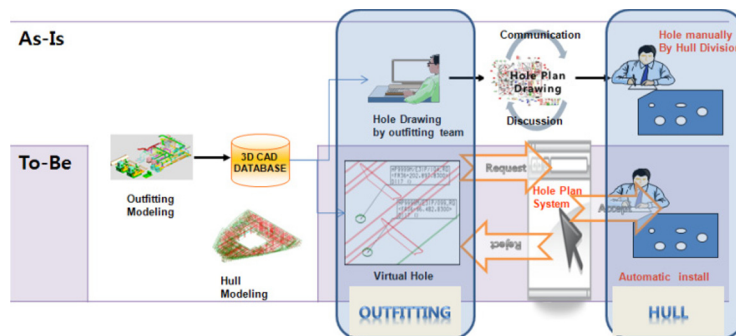 As-Is
Communication
Hole manually
By Hull Division
Hole Plan
Drawing
Hole Drawing
by outfitting team
Discussion
To-Be
3D CAD
DATABASE
Request
Hole Plan
System
Accept
Outfitting
Modeling
Reject
Hull
Modeling
Virtual Hole
Automatic install
OUTFITTING
HULL